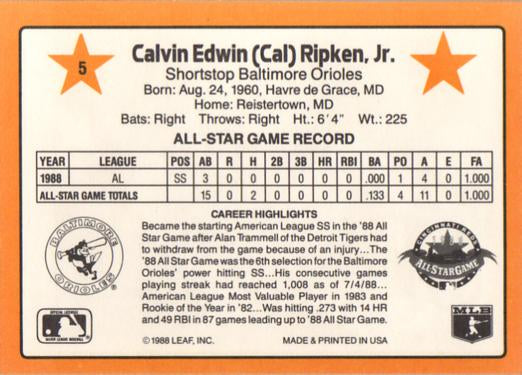 5
Calvin Edwin (Cal) Ripken, Jr.
Shortstop Baltimore Orioles
Born: Aug. 24, 1960, Havre de Grace, MD
Home: Reistertown, MD
Bats: Right Throws: Right Ht.: 6'4" Wt.: 225
ALL-STAR GAME RECORD
YEAR LEAGUE POS AB R H 2B 3B HR RBI BA PO A E FA
1988 AL SS 3 0 0 0 0 0 0 .000 1 4 0 1.000
ALL-STAR GAME TOTALS 15 0 2 0 0 0 0 .133 4 11 0 1.000
CAREER HIGHLIGHTS
Became the starting American League SS in the '88 All
Star Game after Alan Trammell of the Detroit Tigers had
to withdraw from the game because of an injury...The
'88 All Star Game was the 6th selection for the Baltimore
Orioles' power hitting SS...His consecutive games
playing streak had reached 1,008 as of 7/4/88...
American League Most Valuable Player in 1983 and
Rookie of the Year in '82...Was hitting .273 with 14 HR
and 49 RBI in 87 games leading up to '88 All Star Game.
BALTIMORE
ORIOLES
CINCINNATI REDS
ALL STAR GAME
OFFICIAL LICENSEE
MAJOR LEAGUE BASEBALL
MLB
© 1988 LEAF, INC. MADE & PRINTED IN USA